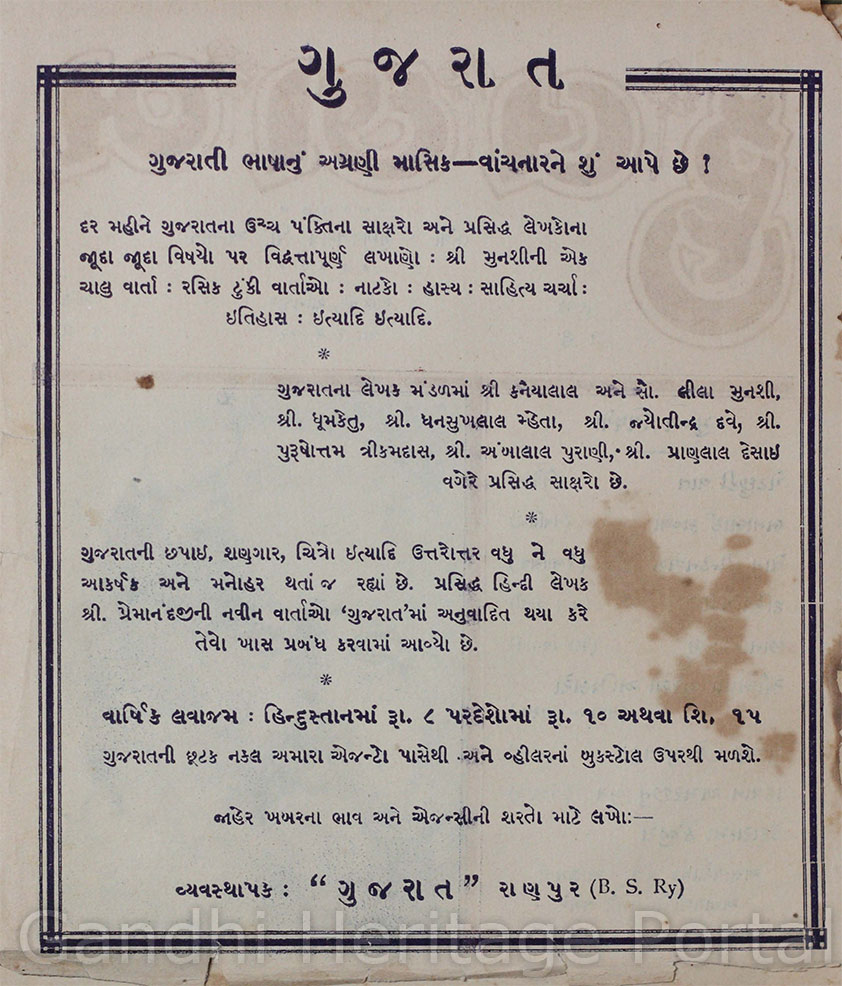 ગુજરાત
ગુજરાતી ભાષાનું અગ્રણી માસિક—વાંચનારને શું આપે છે ?
દર મહીને ગુજરાતના ઉચ્ચ પંક્તિના સાક્ષરો અને પ્રસિદ્ધ લેખકોના
જૂદા જૂદા વિષયો પર વિદ્વત્તાપૂર્ણ લખાણો : શ્રી મુનશીની એક
ચાલુ વાર્તા : રસિક ટુંકી વાર્તાઓ : નાટકો : હાસ્ય : સાહિત્ય ચર્ચા :
ઇતિહાસ : ઇત્યાદિ ઇત્યાદિ.
*
ગુજરાતના લેખક મંડળમાં શ્રી કનૈયાલાલ અને સૌ. લીલા મુનશી,
શ્રી. ધૂમકેતુ, શ્રી. ધનસુખલાલ મ્હેતા, શ્રી. જ્યોતીન્દ્ર દવે, શ્રી.
પુરૂષોત્તમ ત્રીકમદાસ, શ્રી. અંબાલાલ પુરાણી, શ્રી. પ્રાણલાલ દેસાઇ
વગેરે પ્રસિદ્ધ સાક્ષરો છે.
*
ગુજરાતની છપાઇ, શણગાર, ચિત્રો ઇત્યાદિ ઉત્તરોત્તર વધુ ને વધુ
આકર્ષક અને મનોહર થતાં જ રહ્યાં છે. પ્રસિદ્ધ હિન્દી લેખક
શ્રી. પ્રેમાનંદજીની નવીન વાર્તાઓ ‘ગુજરાત’માં અનુવાદિત થયા કરે
તેવો ખાસ પ્રબંધ કરવામાં આવ્યો છે.
*
વાર્ષિક લવાજમ : હિન્દુસ્તાનમાં રૂા. ૮ પરદેશોમાં રૂા. ૧૦ અથવા શિ. ૧૫
ગુજરાતની છૂટક નકલ અમારા એજન્ટો પાસેથી અને વ્હીલરનાં બુકસ્ટોલ ઉપરથી મળશે.
જાહેર ખબરના ભાવ અને એજન્સીની શરતો માટે લખો:—
વ્યવસ્થાપક : “ ગુજરાત ” રાણપુર (B. S. Ry)
Gandhi Heritage Portal